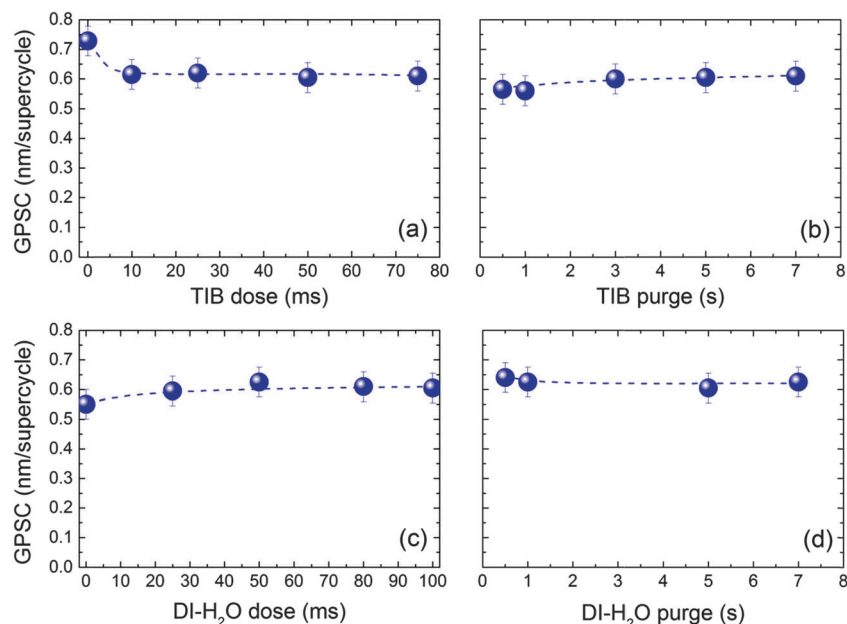 0.8
0.7
0.6
0.5
0.4
0.3
0.2
0.1
0.0
GPSC (nm/supercycle)
(a)
0 10 20 30 40 50 60 70 80
TIB dose (ms)
(b)
0 1 2 3 4 5 6 7 8
TIB purge (s)
0.8
0.7
0.6
0.5
0.4
0.3
0.2
0.1
0.0
GPSC (nm/supercycle)
(c)
0 10 20 30 40 50 60 70 80 90 100
DI-H₂O dose (ms)
(d)
0 1 2 3 4 5 6 7 8
DI-H₂O purge (s)